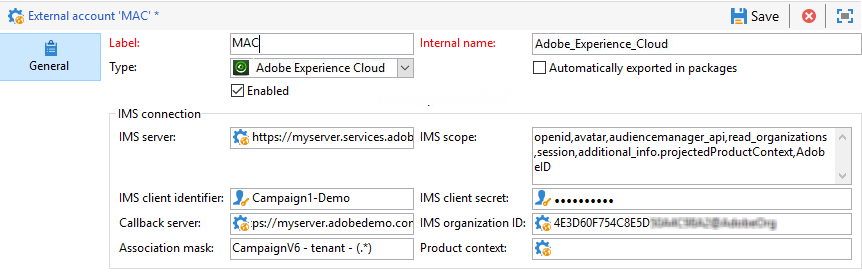 External account 'MAC' *
Save
General
Label: MAC Internal name: Adobe_Experience_Cloud
Type: Adobe Experience Cloud Automatically exported in packages
Enabled
IMS connection
IMS server: https://myserver.services.adob IMS scope: openid,avatar,audiencemanager_api,read_organizations
,session,additional_info.projectedProductContext,Adob
eID
IMS client identifier: Campaign1-Demo IMS client secret: ••••••••••
Callback server: :ps://myserver.adobedemo.con IMS organization ID: 4E3D60F754C8E5D
Association mask: CampaignV6 - tenant - (.*) Product context: